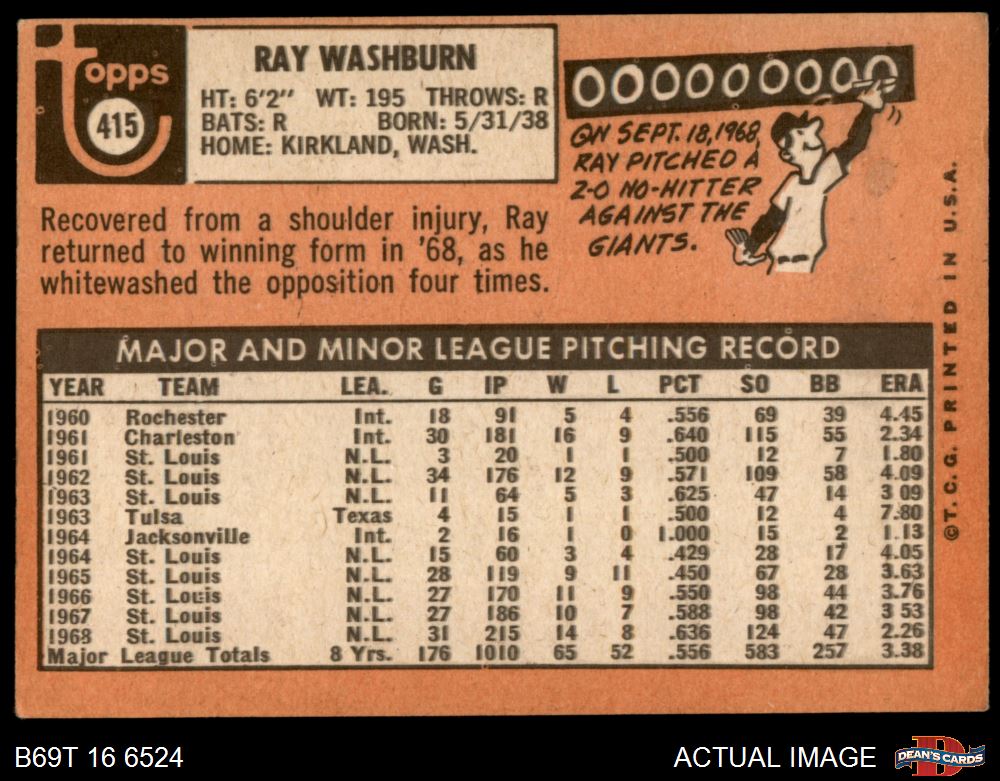 Topps
415
RAY WASHBURN
HT: 6'2" WT: 195 THROWS: R
BATS: R BORN: 5/31/38
HOME: KIRKLAND, WASH.
000000000
ON SEPT. 18, 1968,
RAY PITCHED A
2-0 NO-HITTER
AGAINST THE
GIANTS.
Recovered from a shoulder injury, Ray
returned to winning form in '68, as he
whitewashed the opposition four times.
MAJOR AND MINOR LEAGUE PITCHING RECORD
YEAR TEAM LEA. G IP W L PCT SO BB ERA
1960 Rochester Int. 18 91 5 4 .556 69 39 4.45
1961 Charleston Int. 30 181 16 9 .640 115 55 2.34
1961 St. Louis N.L. 3 20 1 1 .500 12 7 1.80
1962 St. Louis N.L. 34 176 12 9 .571 109 58 4.09
1963 St. Louis N.L. 11 64 5 3 .625 47 14 3 09
1963 Tulsa Texas 4 15 1 1 .500 12 4 7.80
1964 Jacksonville Int. 2 16 1 0 1.000 15 2 1.13
1964 St. Louis N.L. 15 60 3 4 .429 28 17 4.05
1965 St. Louis N.L. 28 119 9 11 .450 67 28 3.63
1966 St. Louis N.L. 27 170 11 9 .550 98 44 3.76
1967 St. Louis N.L. 27 186 10 7 .588 98 42 3 53
1968 St. Louis N.L. 31 215 14 8 .636 124 47 2.26
Major League Totals 8 Yrs. 176 1010 65 52 .556 583 257 3.38
©T. C. G. PRINTED IN U.S.A.
B69T 16 6524
ACTUAL IMAGE
D
DEAN'S CARDS